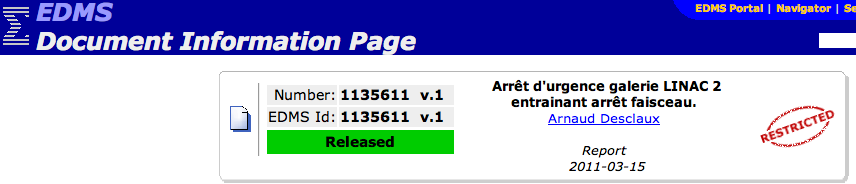 EDMS
EDMS Portal | Navigator |
Document Information Page
Number: 1135611 v.1
EDMS Id: 1135611 v.1
Released
Arrêt d'urgence galerie LINAC 2
entrainant arrêt faisceau.
Arnaud Desclaux
Report
2011-03-15
RESTRICTED